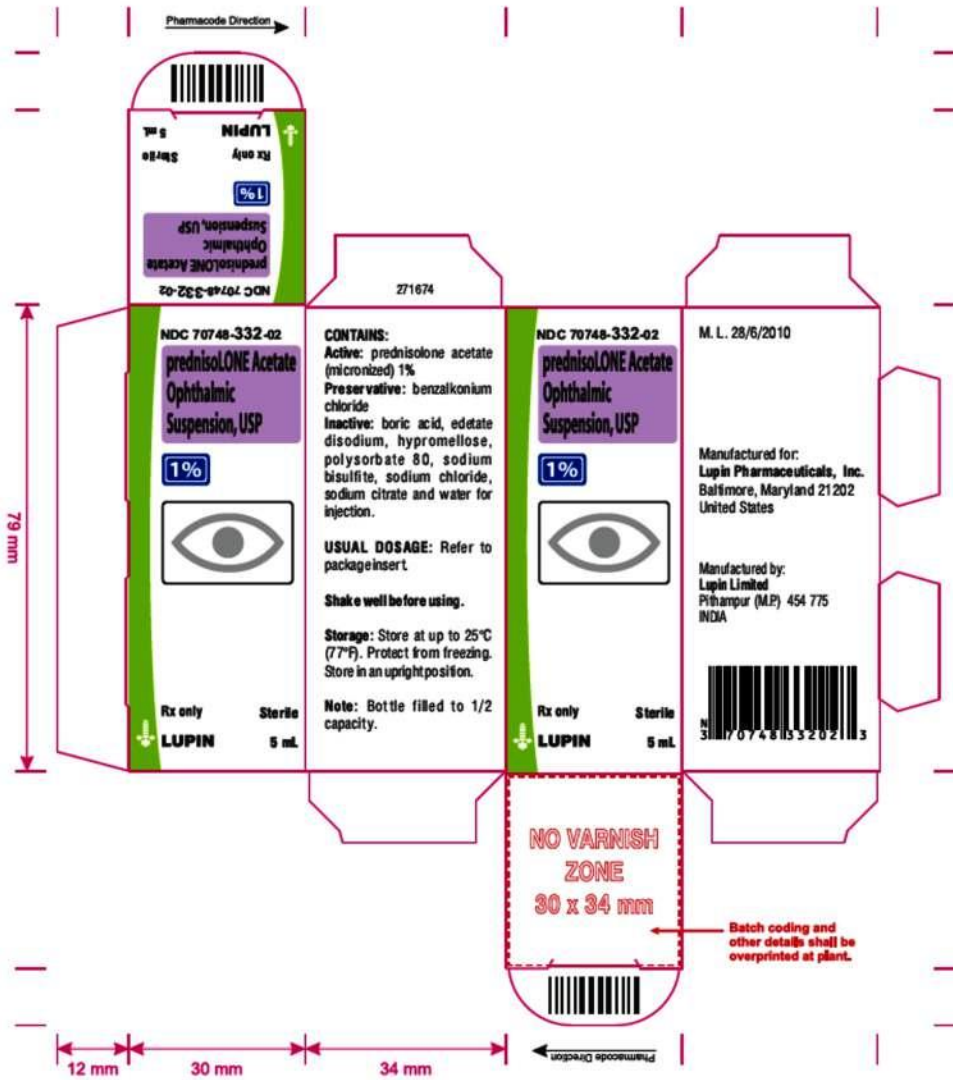 Pharmacode Direction
LUPIN 5 mL
Rx only Sterile
1%
prednisoLONE Acetate
Ophthalmic
Suspension, USP
NDC 70748-332-02
271674
79 mm
NDC 70748-332-02
prednisoLONE Acetate
Ophthalmic
Suspension, USP
1%
Rx only Sterile
LUPIN 5 mL
CONTAINS:
Active: prednisolone acetate
(micronized) 1%
Preservative: benzalkonium
chloride
Inactive: boric acid, edetate
disodium, hypromellose,
polysorbate 80, sodium
bisulfite, sodium chloride,
sodium citrate and water for
injection.
USUAL DOSAGE: Refer to
packageinsert.
Shake well before using.
Storage: Store at up to 25°C
(77°F). Protect from freezing.
Store in an uprightposition.
Note: Bottle filled to 1/2
capacity.
NDC 70748-332-02
prednisoLONE Acetate
Ophthalmic
Suspension, USP
1%
Rx only Sterile
LUPIN 5 mL
M. L. 28/6/2010
Manufactured for:
Lupin Pharmaceuticals, Inc.
Baltimore, Maryland 21202
United States
Manufactured by:
Lupin Limited
Pithampur (M.P.) 454 775
INDIA
N
3 70748 33202 3
NO VARNISH
ZONE
30 x 34 mm
Batch coding and
other details shall be
overprinted at plant.
Pharmacode Direction
12 mm 30 mm 34 mm